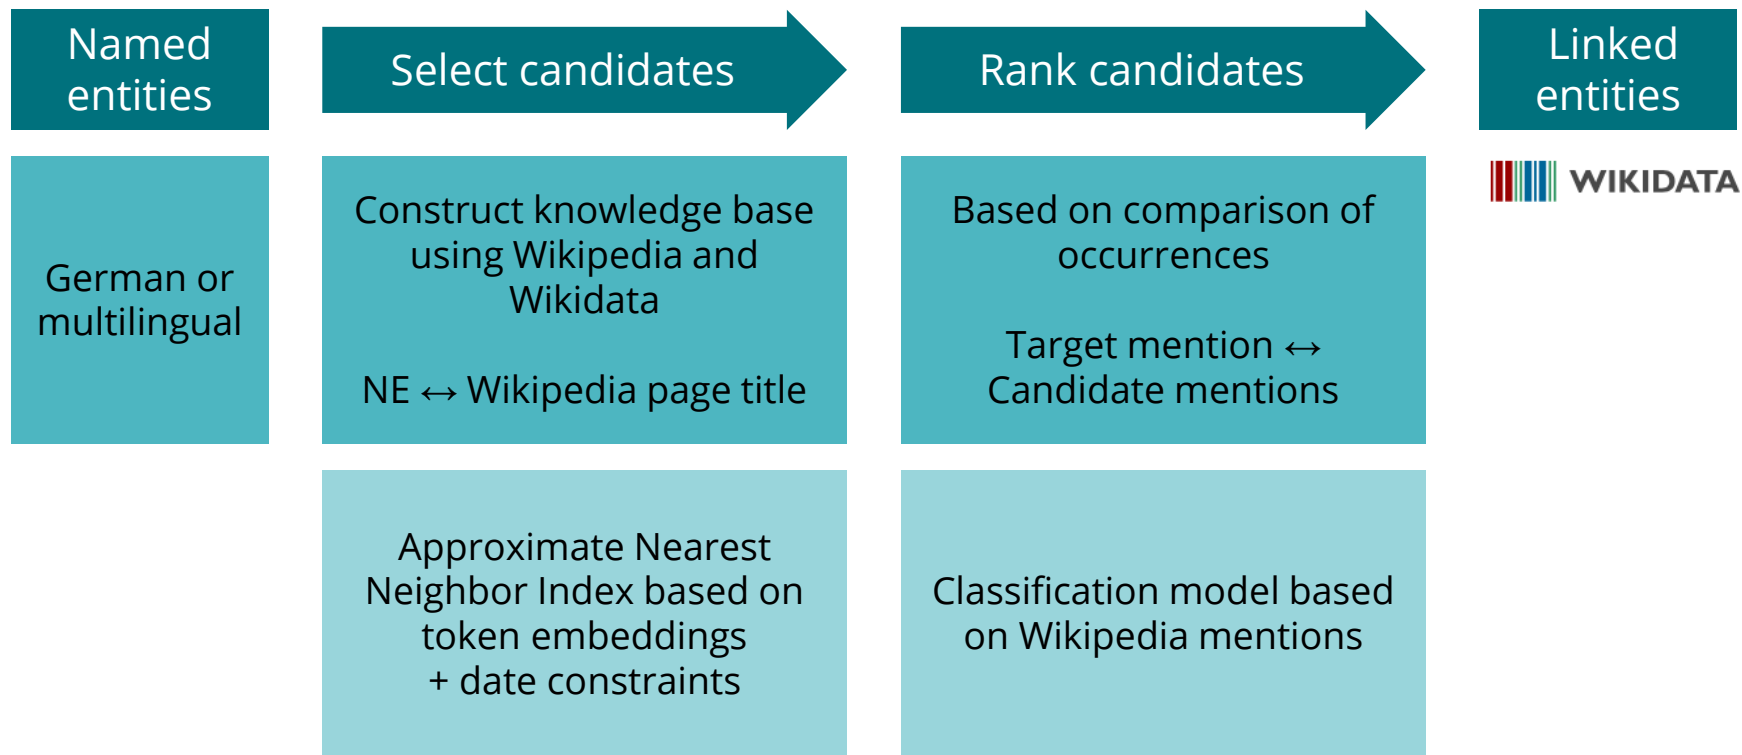 Named
entities
Select candidates
Rank candidates
Linked
entities
German or
multilingual
Construct knowledge base
using Wikipedia and
Wikidata
NE ↔ Wikipedia page title
Based on comparison of
occurrences
Target mention ↔
Candidate mentions
WIKIDATA
Approximate Nearest
Neighbor Index based on
token embeddings
+ date constraints
Classification model based
on Wikipedia mentions